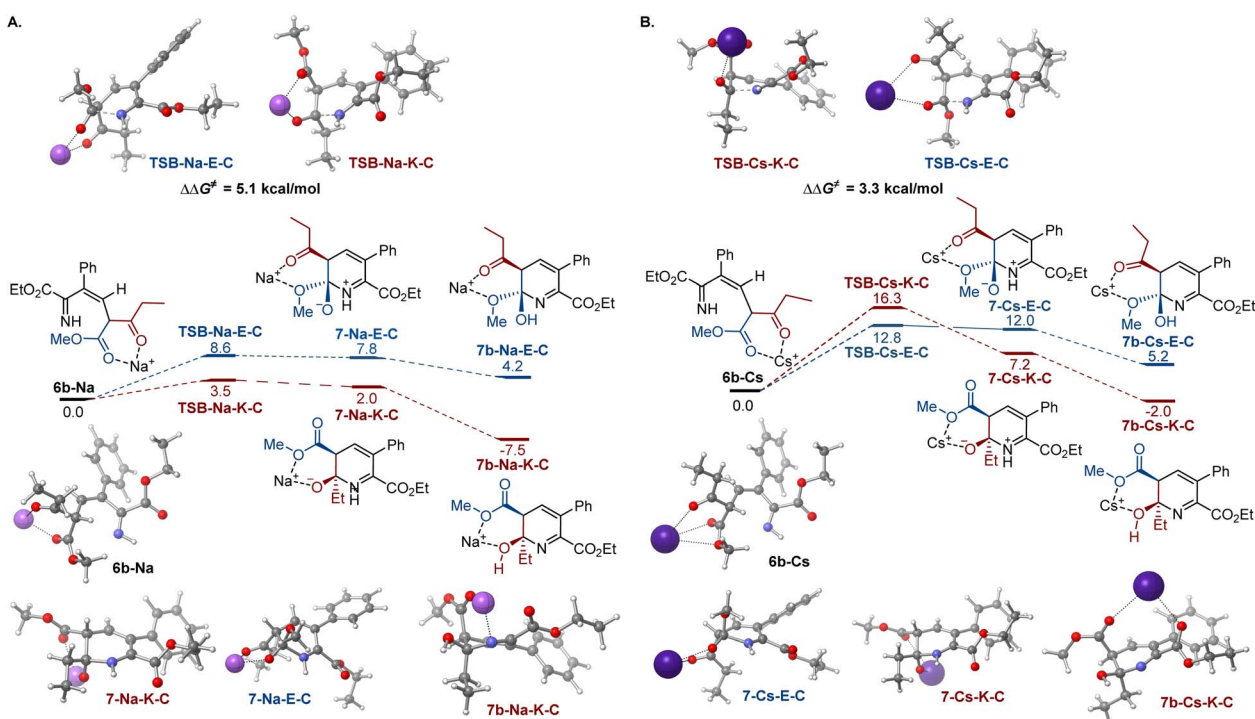 A.
TSB-Na-E-C
TSB-Na-K-C
ΔΔG≠ = 5.1 kcal/mol
Ph
EtO₂C
H
NH
MeO
O
O
Na⁺
6b-Na
0.0
TSB-Na-E-C
8.6
3.5
TSB-Na-K-C
O
Na⁺
O
Me
O⁻
N⁺
H
Ph
CO₂Et
7-Na-E-C
7.8
2.0
7-Na-K-C
O
Na⁺
O
Me
OH
N
Ph
CO₂Et
7b-Na-E-C
4.2
-7.5
7b-Na-K-C
Me
O
O
Na⁺
⁻O
Et
N⁺
H
Ph
CO₂Et
Me
O
O
Na⁺
O
H
Et
N
Ph
CO₂Et
6b-Na
7-Na-K-C
7-Na-E-C
7b-Na-K-C
B.
TSB-Cs-K-C
TSB-Cs-E-C
ΔΔG≠ = 3.3 kcal/mol
Ph
EtO₂C
H
NH
MeO
O
O
Cs⁺
6b-Cs
0.0
TSB-Cs-K-C
16.3
12.8
TSB-Cs-E-C
O
Cs⁺
O
Me
O⁻
N⁺
H
Ph
CO₂Et
7-Cs-E-C
12.0
7.2
7-Cs-K-C
O
Cs⁺
O
Me
OH
N
Ph
CO₂Et
7b-Cs-E-C
5.2
-2.0
7b-Cs-K-C
Me
O
O
Cs⁺
⁻O
Et
N⁺
H
Ph
CO₂Et
Me
O
O
Cs⁺
O
H
Et
N
Ph
CO₂Et
6b-Cs
7-Cs-E-C
7-Cs-K-C
7b-Cs-K-C